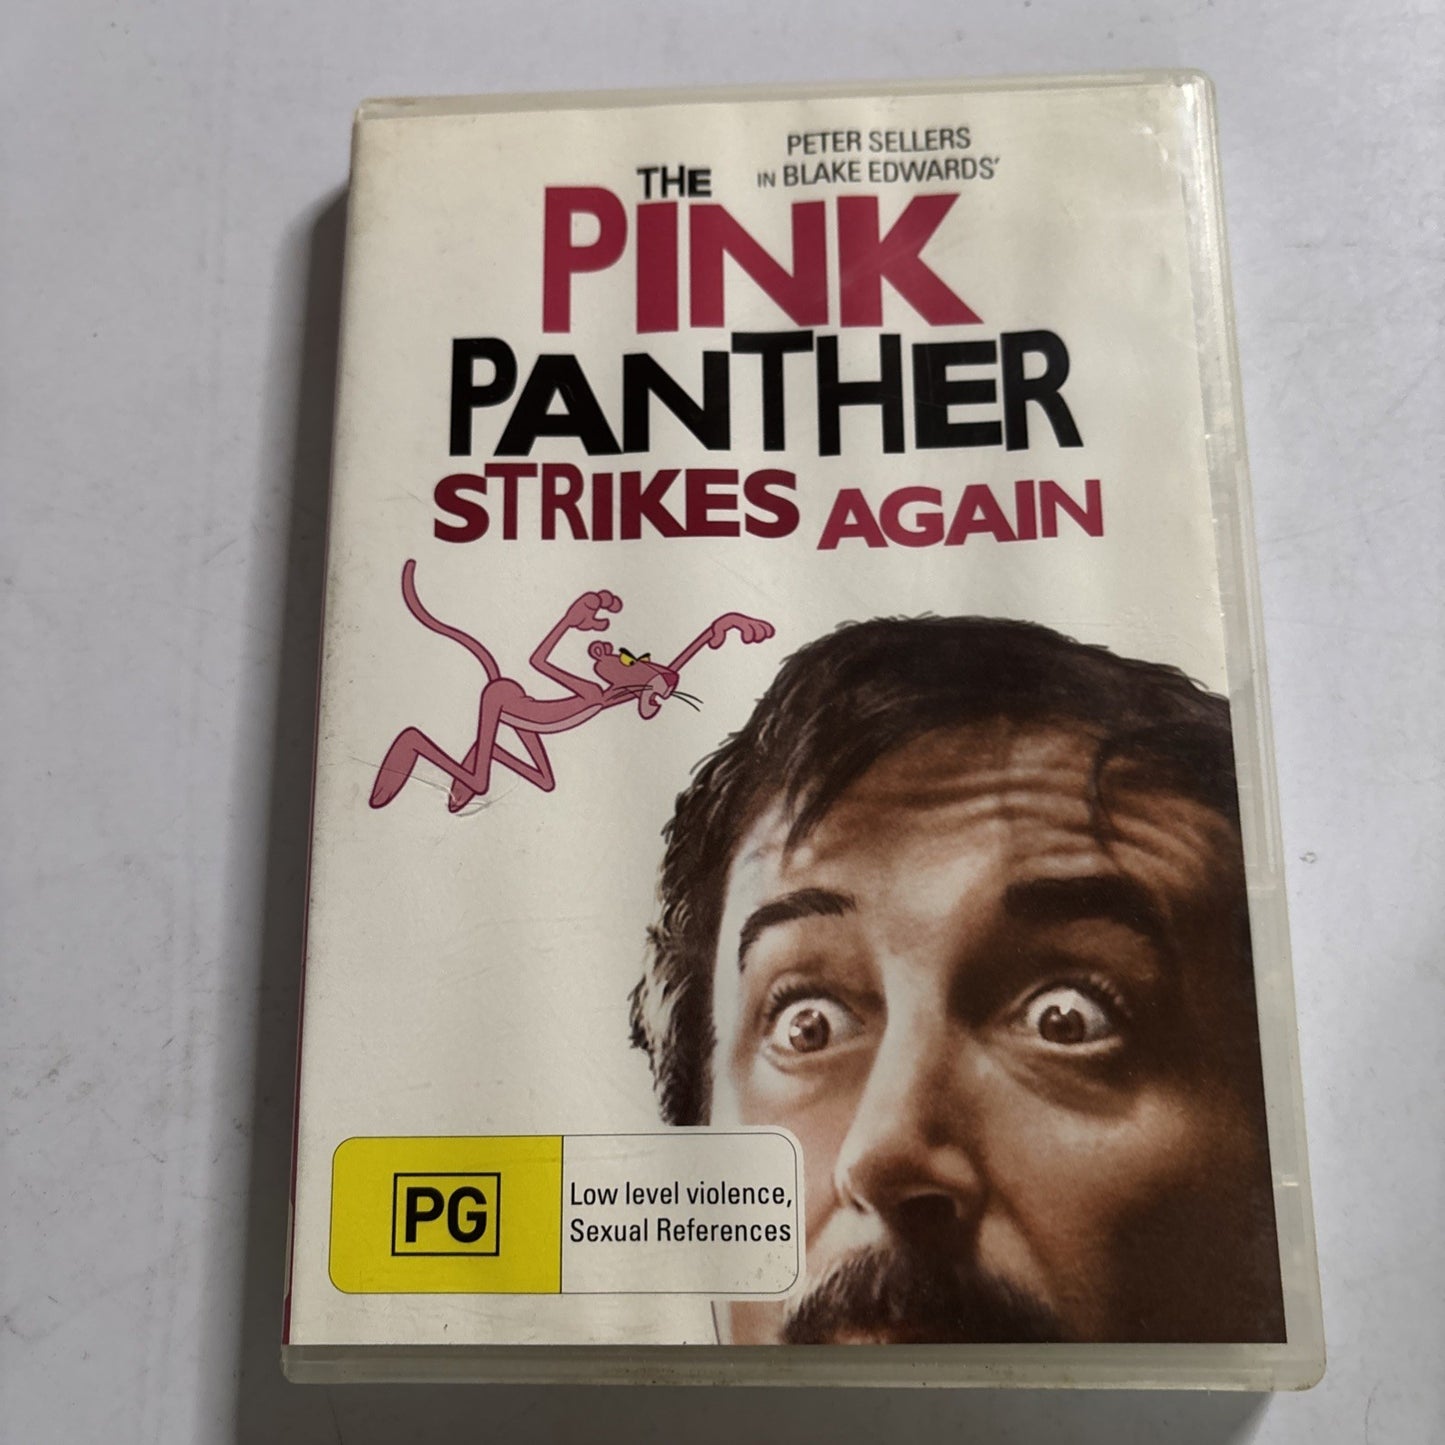 PETER SELLERS
IN BLAKE EDWARDS'
THE
PINK
PANTHER
STRIKES AGAIN
PG
Low level violence,
Sexual References